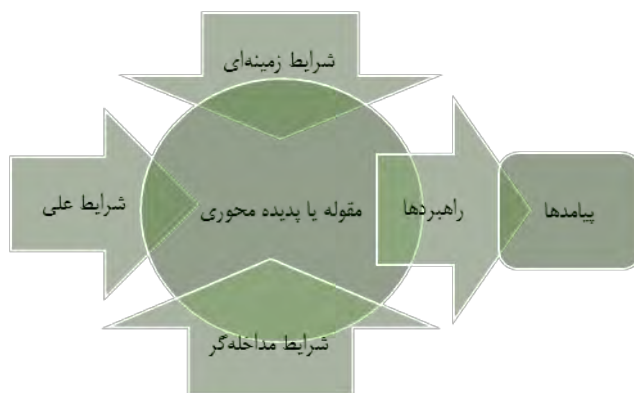 شرایط زمینه‌ای
شرایط علی
مقوله یا پدیده محوری
راهبردها
پیامدها
شرایط مداخله‌گر